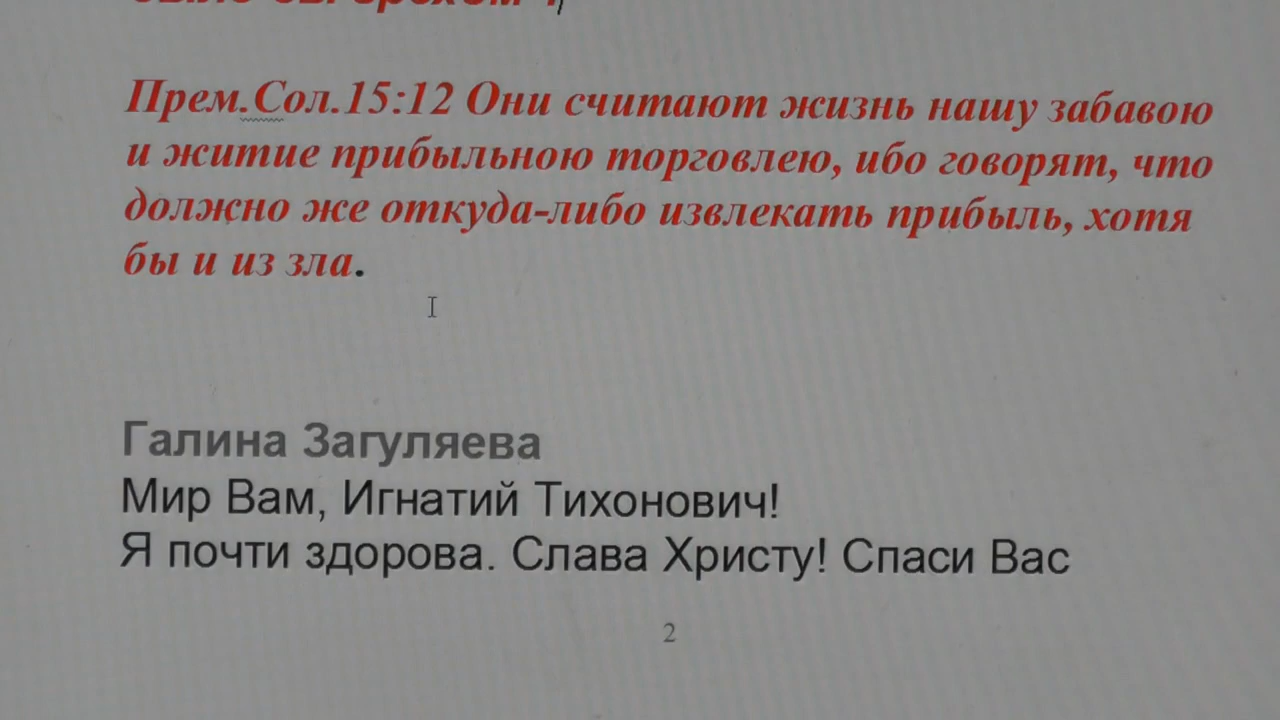 Прем.Сол.15:12 Они считают жизнь нашу забавою
и житие прибыльною торговлею, ибо говорят, что
должно же откуда-либо извлекать прибыль, хотя
бы и из зла.
Галина Загуляева
Мир Вам, Игнатий Тихонович!
Я почти здорова. Слава Христу! Спаси Вас
2